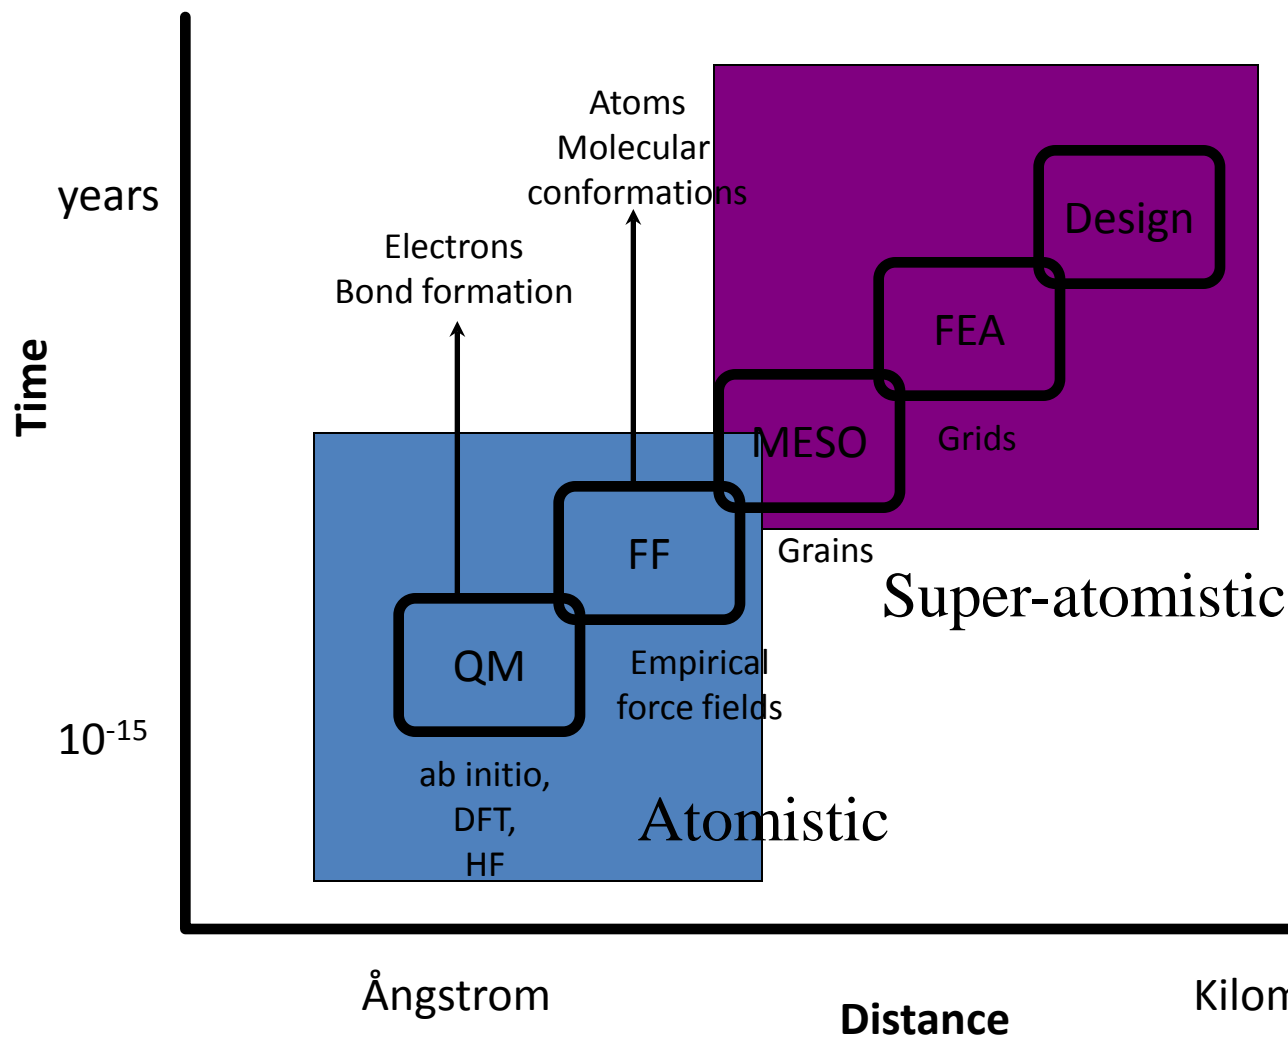 Atoms
Molecular
conformations
years
Design
Electrons
Bond formation
FEA
Time
MESO
Grids
FF
Grains
Super-atomistic
QM
Empirical
force fields
10-15
ab initio,
DFT,
HF
Atomistic
Ångstrom
Kilom
Distance